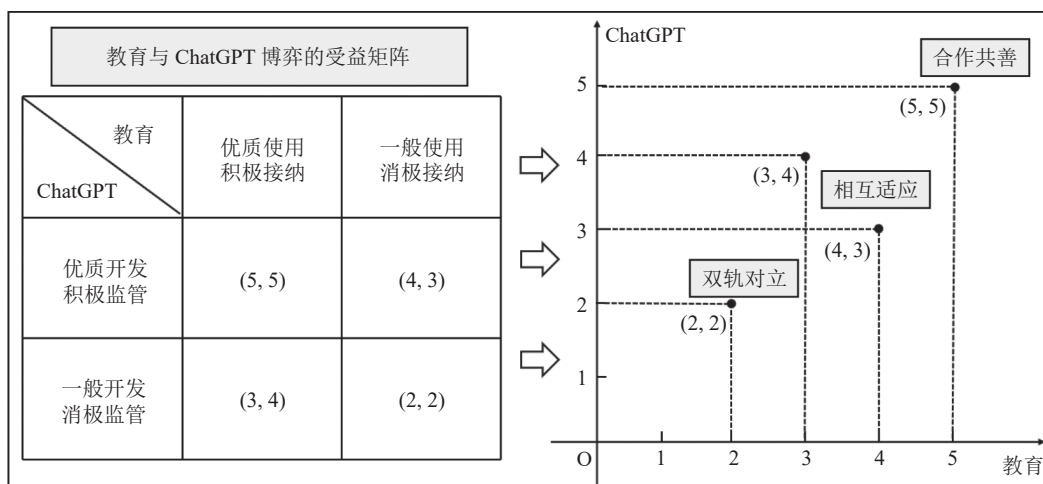 教育与 ChatGPT 博弈的受益矩阵
教育
ChatGPT
优质使用
积极接纳
一般使用
消极接纳
优质开发
积极监管
(5, 5)
(4, 3)
一般开发
消极监管
(3, 4)
(2, 2)
ChatGPT
合作共善
5
(5, 5)
4
(3, 4)
相互适应
3
(4, 3)
双轨对立
2
(2, 2)
1
O
1
2
3
4
5
教育